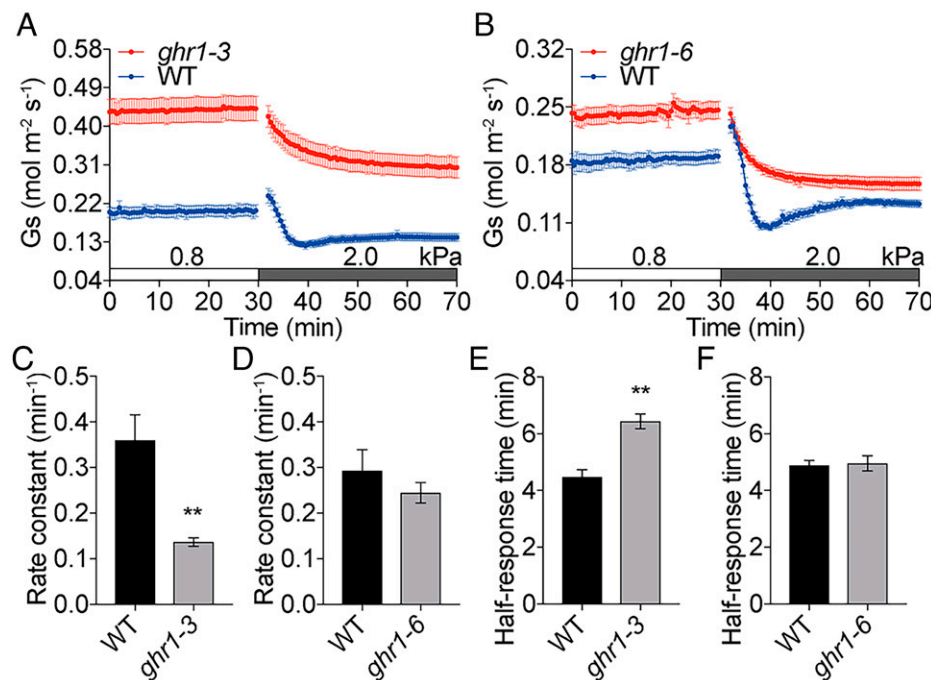 A
Gs (mol m⁻² s⁻¹)
0.58
0.49
0.40
0.31
0.22
0.13
0.04
ghr1-3
WT
0.8
2.0
kPa
0 10 20 30 40 50 60 70
Time (min)
B
Gs (mol m⁻² s⁻¹)
0.32
0.25
0.18
0.11
0.04
ghr1-6
WT
0.8
2.0
kPa
0 10 20 30 40 50 60 70
Time (min)
C
Rate constant (min⁻¹)
0.5
0.4
0.3
0.2
0.1
0.0
**
WT
ghr1-3
D
Rate constant (min⁻¹)
0.5
0.4
0.3
0.2
0.1
0.0
WT
ghr1-6
E
Half-response time (min)
8
6
4
2
0
**
WT
ghr1-3
F
Half-response time (min)
8
6
4
2
0
WT
ghr1-6